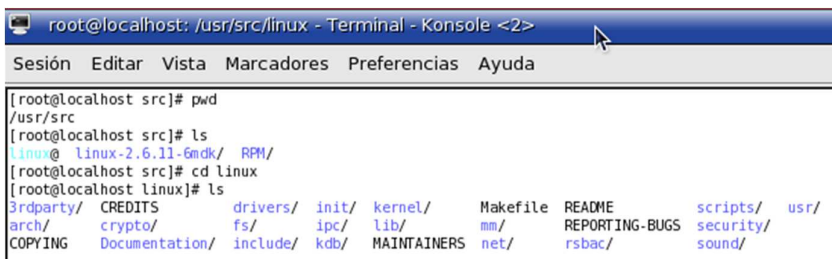 root@localhost: /usr/src/linux - Terminal - Konsole <2>
Sesión Editar Vista Marcadores Preferencias Ayuda
[root@localhost src]# pwd
/usr/src
[root@localhost src]# ls
linux@ linux-2.6.11-6mdk/ RPM/
[root@localhost src]# cd linux
[root@localhost linux]# ls
3rdparty/ CREDITS drivers/ init/ kernel/ Makefile README scripts/ usr/
arch/ crypto/ fs/ ipc/ lib/ mm/ REPORTING-BUGS security/
COPYING Documentation/ include/ kdb/ MAINTAINERS net/ rsbac/ sound/